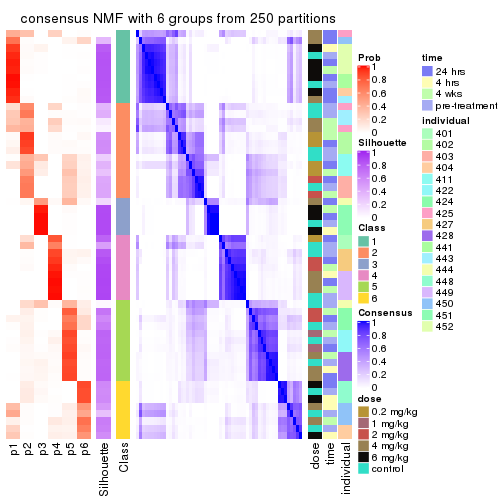 consensus NMF with 6 groups from 250 partitions
p1
p2
p3
p4
p5
p6
Silhouette
Class
dose
time
individual
Prob
1
0.8
0.6
0.4
0.2
0
Silhouette
1
0.8
0.6
0.4
0.2
0
Class
1
2
3
4
5
6
Consensus
1
0.8
0.6
0.4
0.2
0
dose
0.2 mg/kg
1 mg/kg
2 mg/kg
4 mg/kg
6 mg/kg
control
time
24 hrs
4 hrs
4 wks
pre-treatment
individual
401
402
403
404
411
422
424
425
427
428
441
443
444
448
449
450
451
452